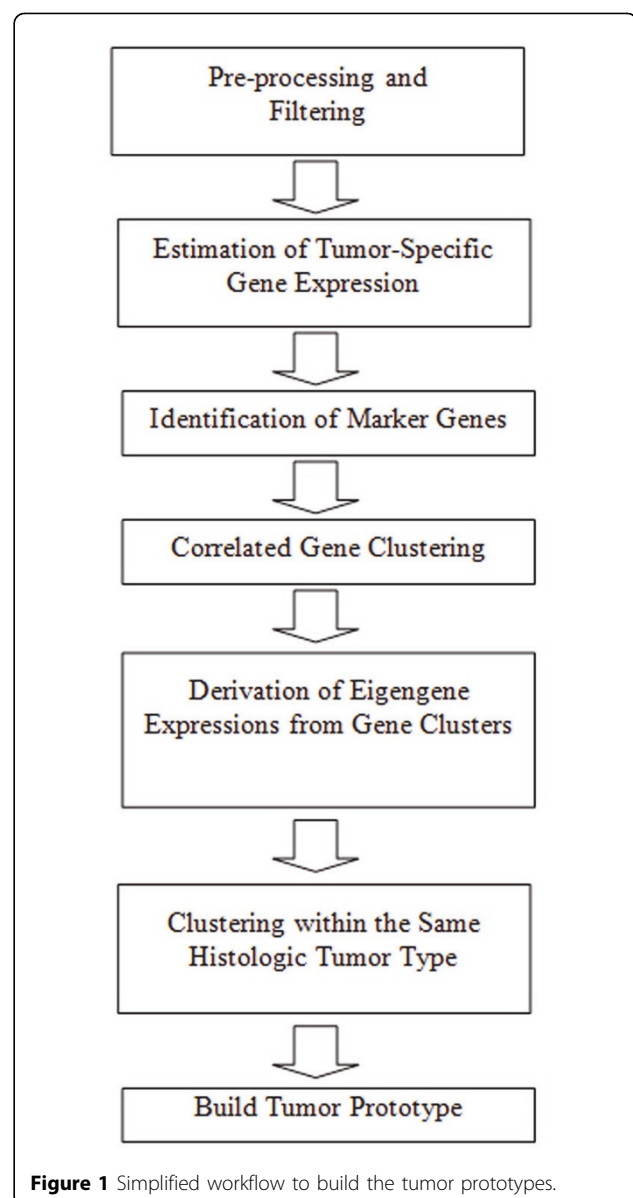 Pre-processing and
Filtering
Estimation of Tumor-Specific
Gene Expression
Identification of Marker Genes
Correlated Gene Clustering
Derivation of Eigengene
Expressions from Gene Clusters
Clustering within the Same
Histologic Tumor Type
Build Tumor Prototype
Figure 1 Simplified workflow to build the tumor prototypes.